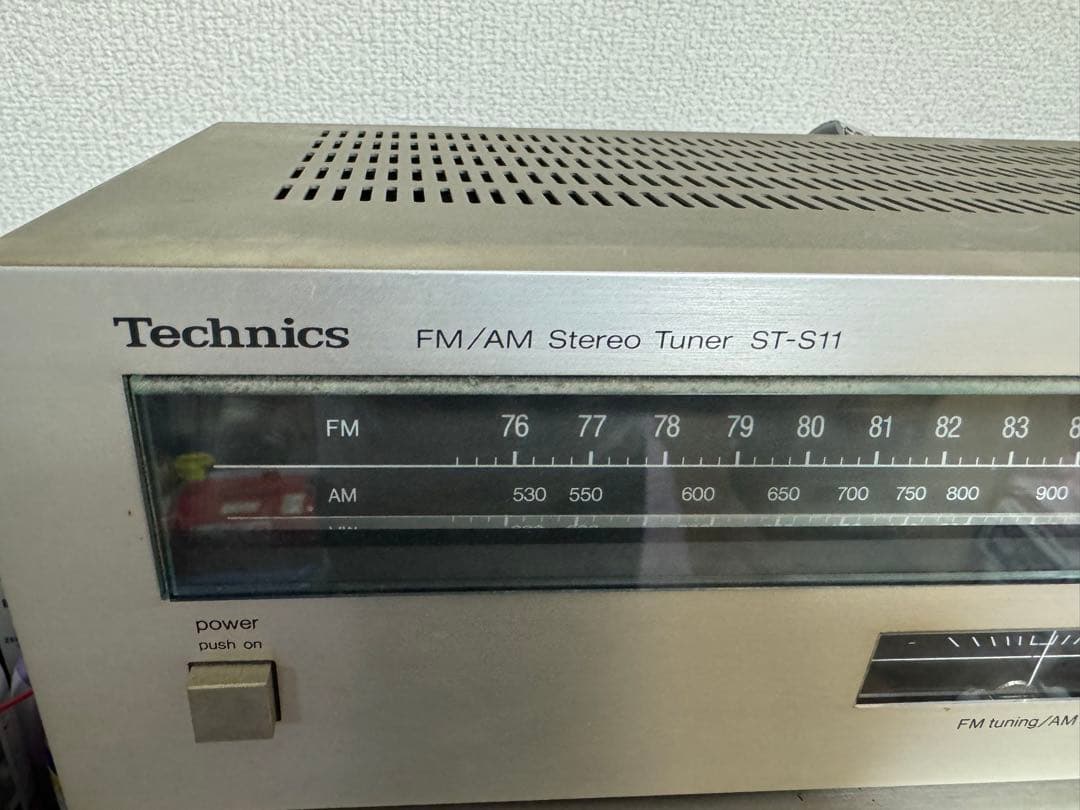 Technics FM/AM Stereo Tuner ST-S11
FM 76 77 78 79 80 81 82 83
AM 530 550 600 650 700 750 800 900
power
push on
FM tuning/AM